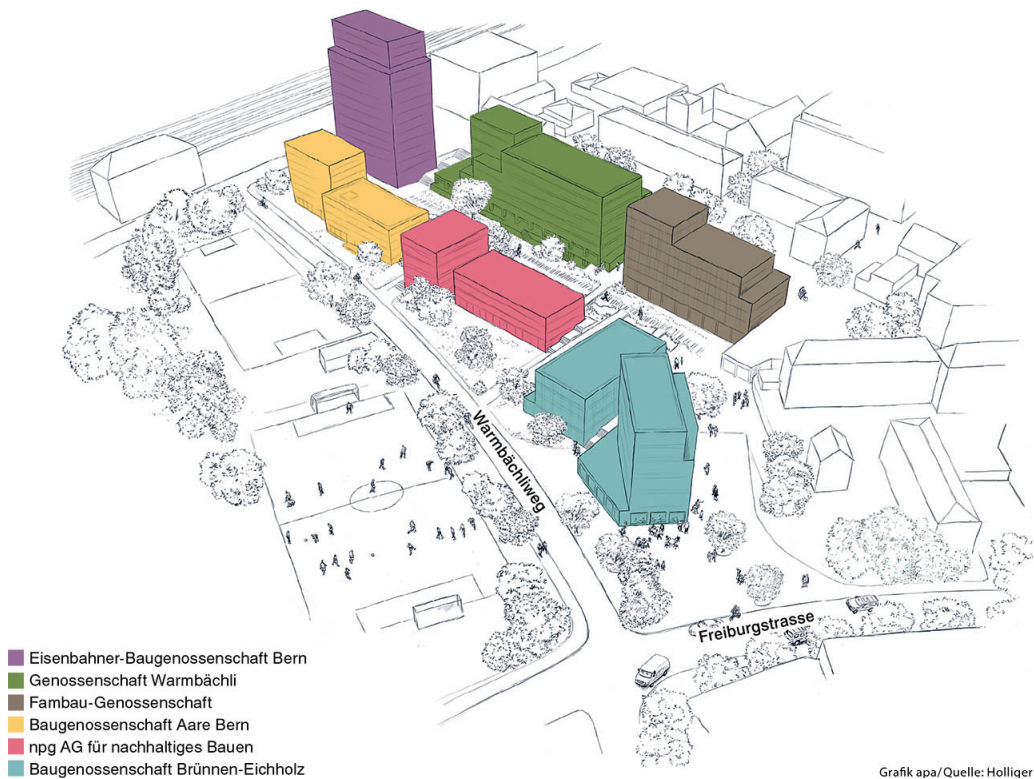 Warmbächliweg
Freiburgstrasse
Eisenbahner-Baugenossenschaft Bern
Genossenschaft Warmbächli
Fambau-Genossenschaft
Baugenossenschaft Aare Bern
npg AG für nachhaltiges Bauen
Baugenossenschaft Brünnen-Eichholz
Grafik apa/Quelle: Holliger